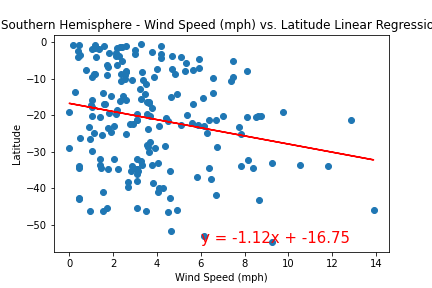 Southern Hemisphere - Wind Speed (mph) vs. Latitude Linear Regressio
0
−10
−20
−30
−40
−50
Latitude
y = -1.12x + -16.75
0 2 4 6 8 10 12 14
Wind Speed (mph)